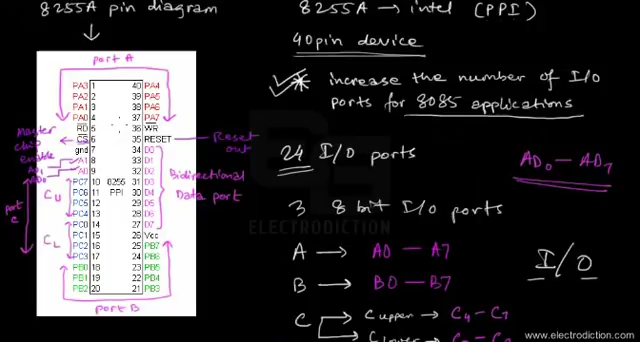 8255A pin diagram
port A
PA3 1 40 PA4
PA2 2 39 PA5
PA1 3 38 PA6
PA0 4 37 PA7
RD 5 36 WR
CS 6 35 RESET
gnd 7 34 D0
A1 8 33 D1
A0 9 32 D2
PC7 10 0256 31 D3
PC6 11 PPI 30 D4
PC5 12 29 D5
PC4 13 28 D6
PC0 14 27 D7
PC1 15 26 Vcc
PC2 16 25 PB7
PC3 17 24 PB6
PB0 18 23 PB5
PB1 19 22 PB4
PB2 20 21 PB3
port B
Master
chip
enable
AD1
AD0
port C
CU
CL
Reset
out
Bidirectional
Data port
8255A → intel (PPI)
40pin device
* increase the number of I/O
ports for 8085 applications
24 I/O ports
AD0 — AD7
3 8 bit I/O ports
A → A0 — A7
B → B0 — B7
I/O
C → C upper → C4 — C7
C lower →
ELECTRODICTION
www.electrodiction.com